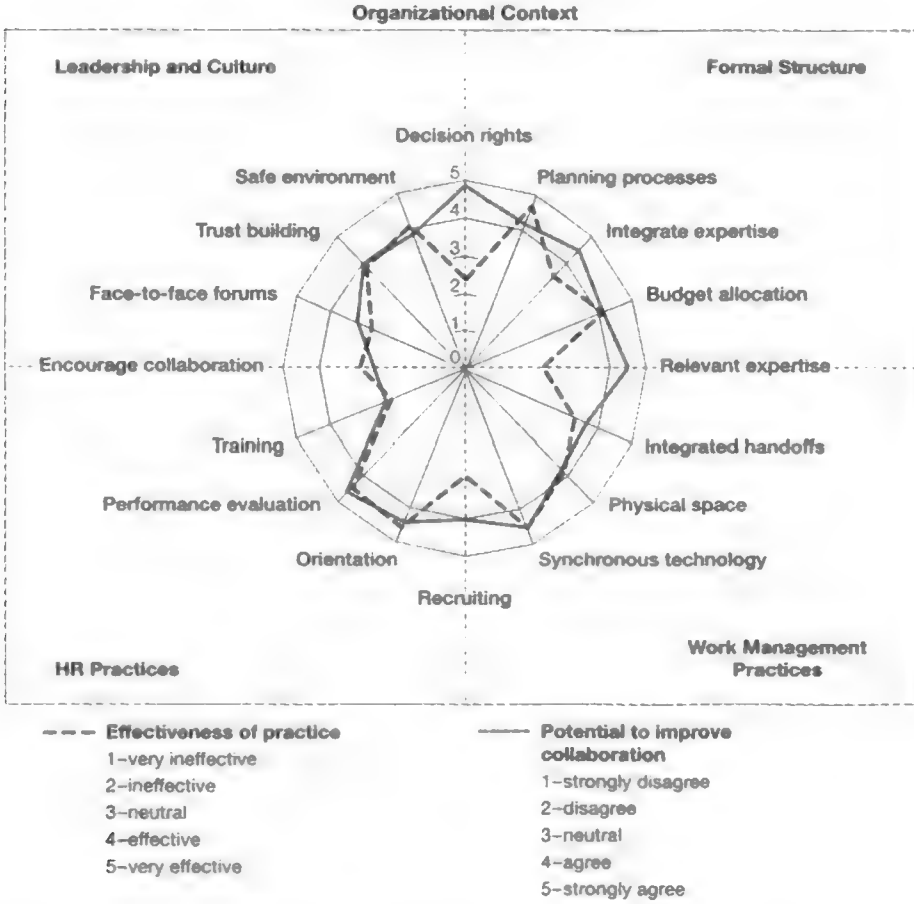 Organizational Context
Leadership and Culture
Formal Structure
Decision rights
Safe environment
Planning processes
Trust building
Integrate expertise
Face-to-face forums
Budget allocation
Encourage collaboration
Relevant expertise
Training
Integrated handoffs
Performance evaluation
Physical space
Orientation
Synchronous technology
Recruiting
5
4
3
2
1
0
HR Practices
Work Management
Practices
Effectiveness of practice
1–very ineffective
2–ineffective
3–neutral
4–effective
5–very effective
Potential to improve
collaboration
1–strongly disagree
2–disagree
3–neutral
4–agree
5–strongly agree